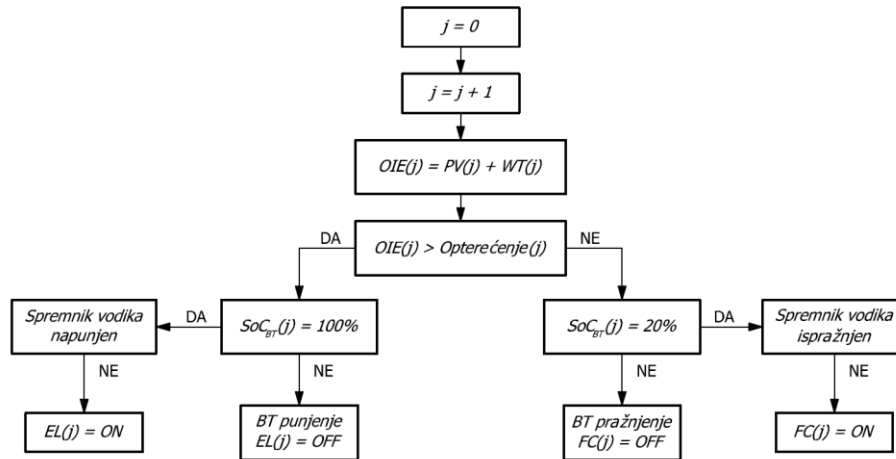 j = 0
j = j + 1
OIE(j) = PV(j) + WT(j)
OIE(j) > Opterećenje(j)
DA
NE
Spremnik vodika
napunjen
DA
SoC_BT(j) = 100%
SoC_BT(j) = 20%
DA
Spremnik vodika
ispražnjen
NE
NE
NE
NE
EL(j) = ON
BT punjenje
EL(j) = OFF
BT pražnjenje
FC(j) = OFF
FC(j) = ON